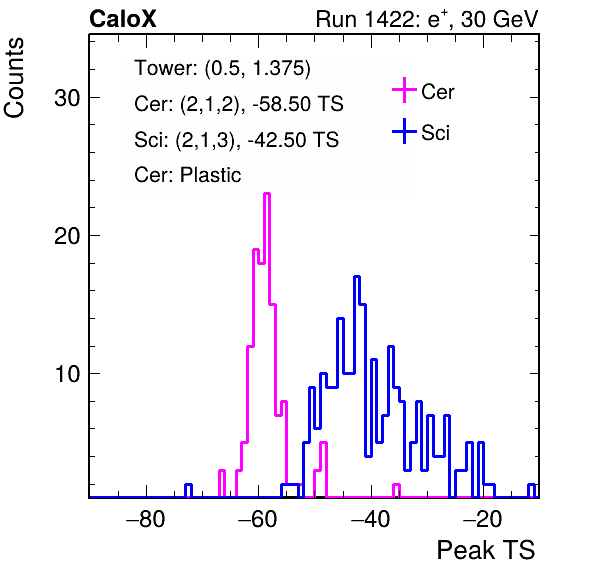 CaloX
Run 1422: e+, 30 GeV
Counts
Tower: (0.5, 1.375)
Cer: (2,1,2), -58.50 TS
Sci: (2,1,3), -42.50 TS
Cer: Plastic
Cer
Sci
30
20
10
−80 −60 −40 −20
Peak TS